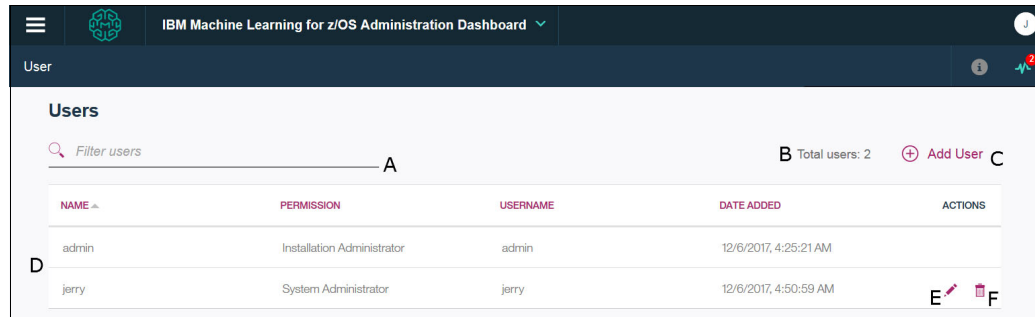 IBM Machine Learning for z/OS Administration Dashboard
J
User
i
2
Users
Filter users
A
B Total users: 2
Add User C
NAME PERMISSION USERNAME DATE ADDED ACTIONS
admin Installation Administrator admin 12/6/2017, 4:25:21 AM
D
jerry System Administrator jerry 12/6/2017, 4:50:59 AM E F